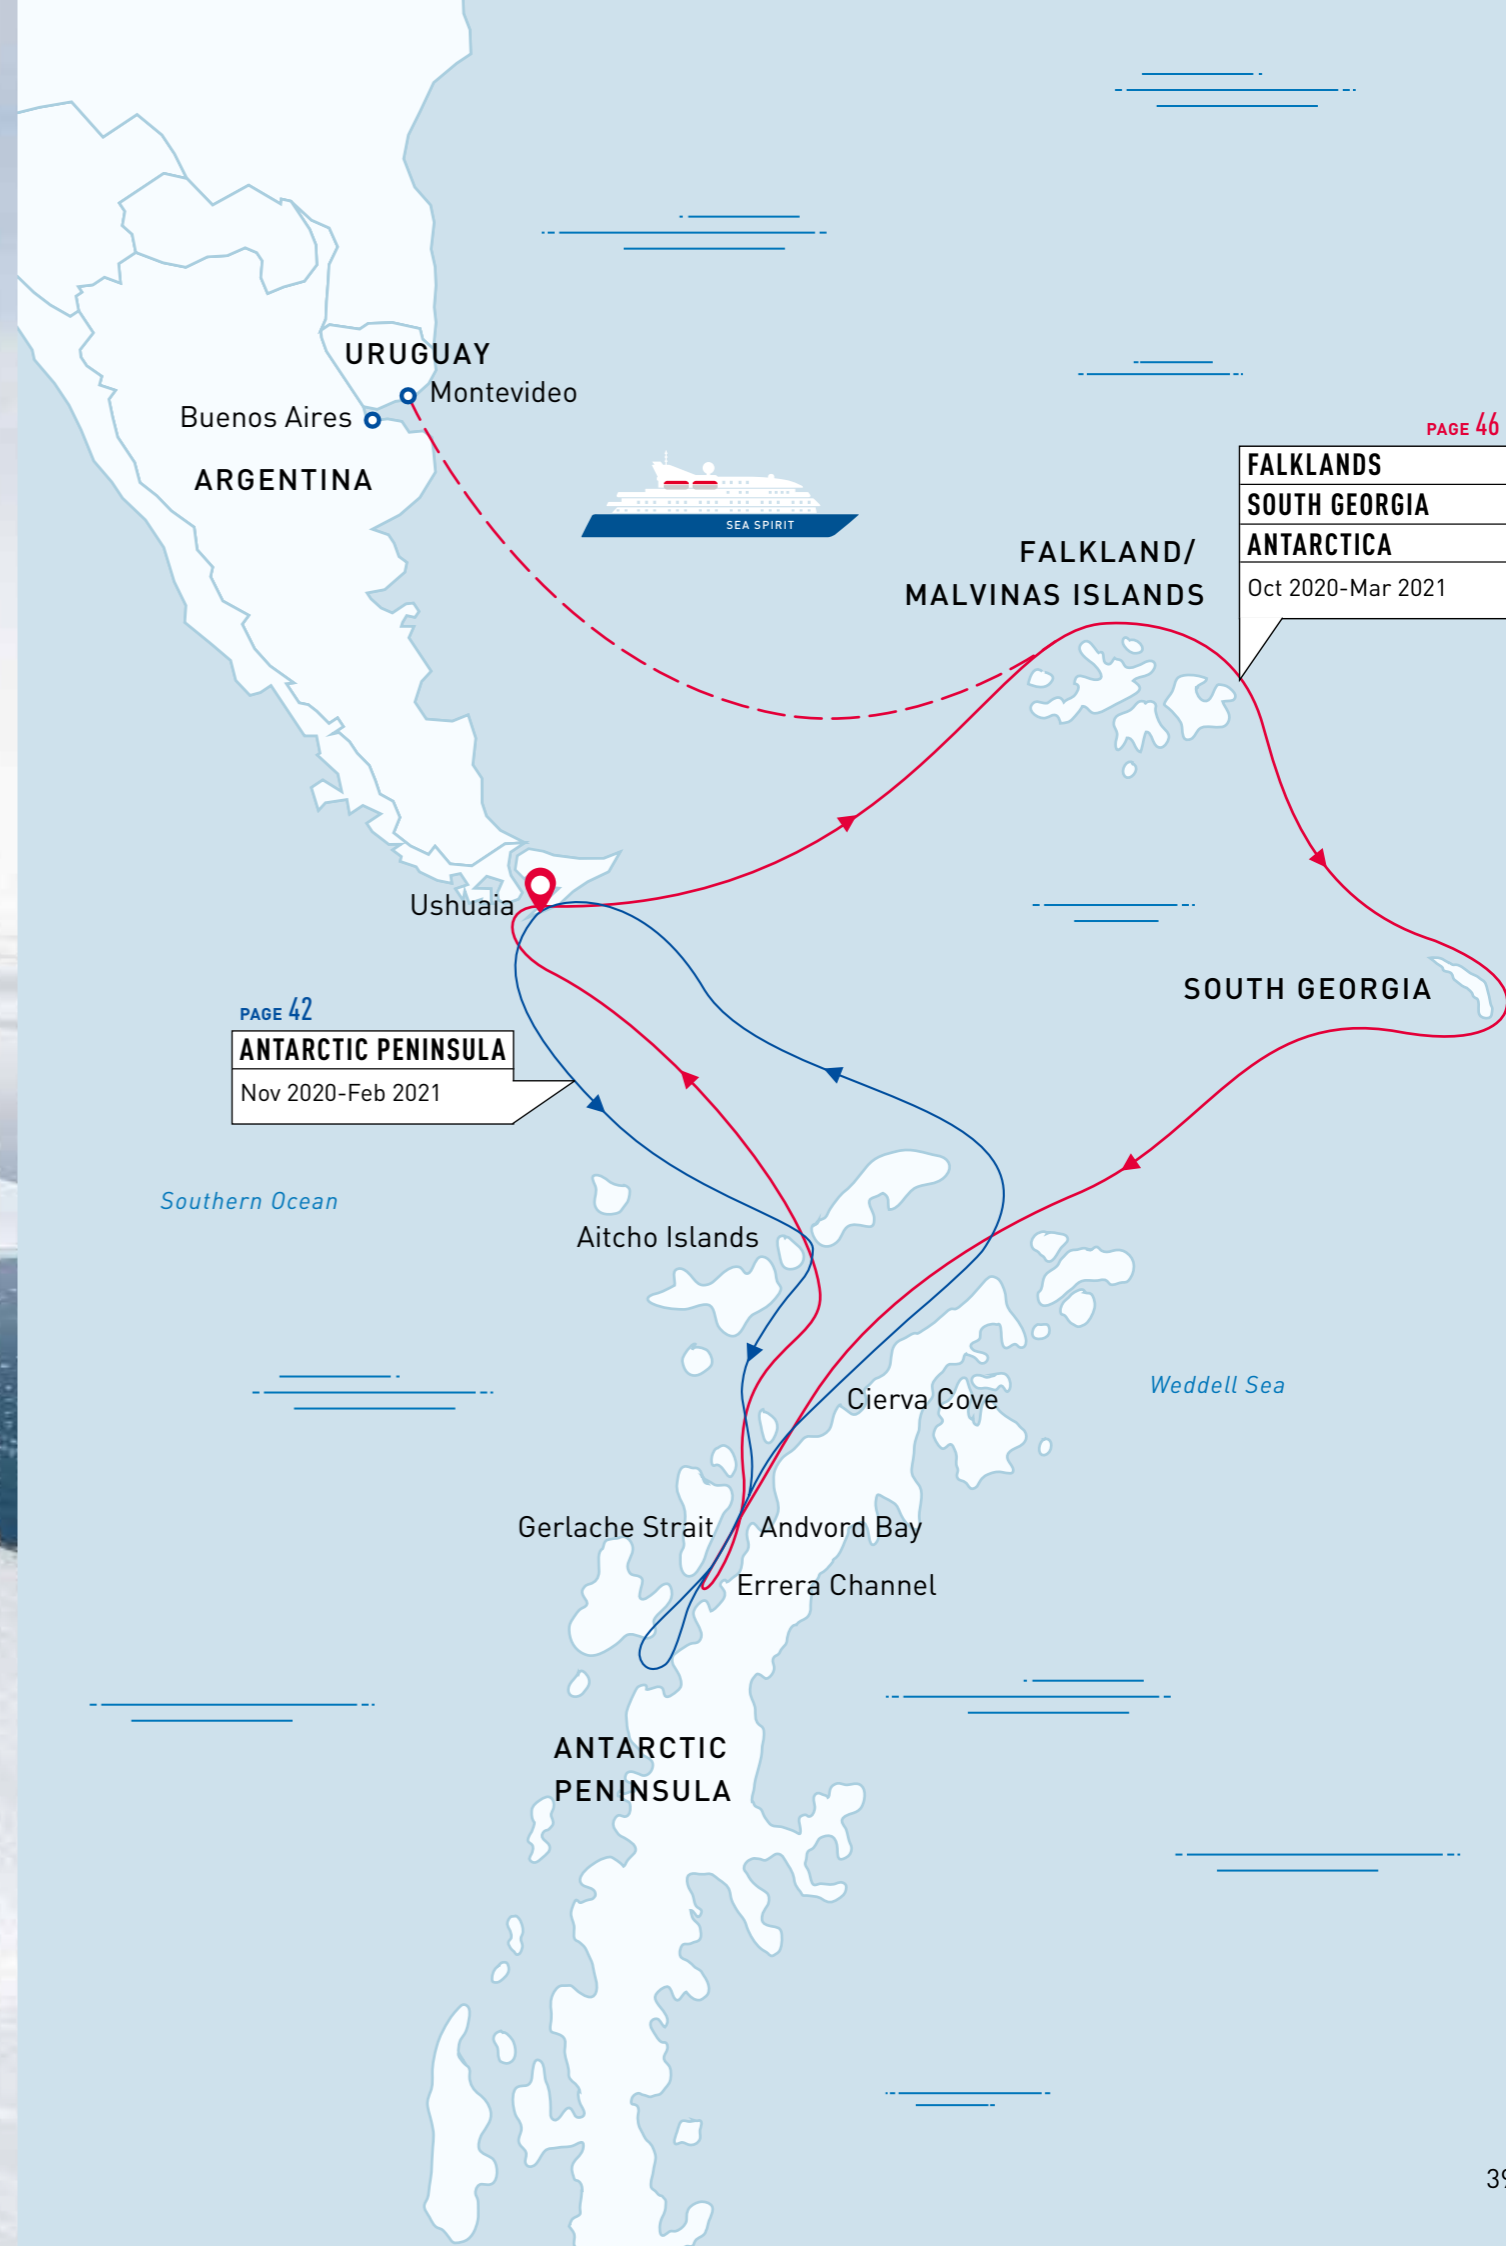 URUGUAY
Montevideo
Buenos Aires
ARGENTINA
PAGE 46
FALKLANDS
SOUTH GEORGIA
ANTARCTICA
Oct 2020-Mar 2021
SEA SPIRIT
FALKLAND/
MALVINAS ISLANDS
Ushuaia
SOUTH GEORGIA
PAGE 42
ANTARCTIC PENINSULA
Nov 2020-Feb 2021
Southern Ocean
Aitcho Islands
Weddell Sea
Cierva Cove
Gerlache Strait
Andvord Bay
Errera Channel
ANTARCTIC
PENINSULA
39